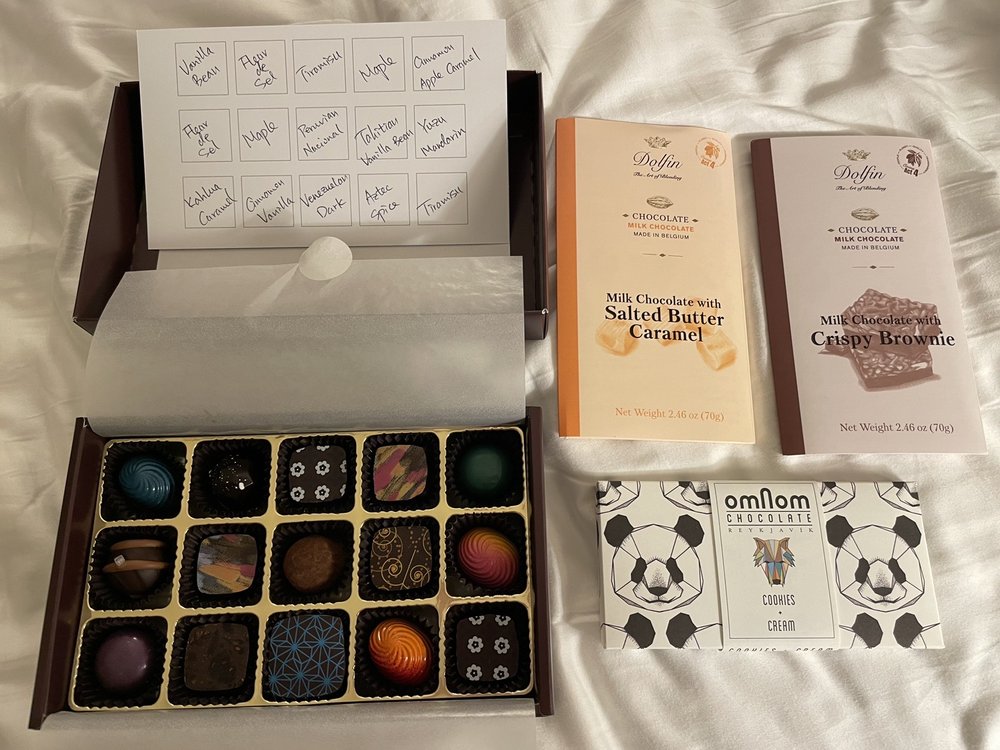 Vanilla
Bean
Fleur
de
Sel
Tiramisu
Maple
Cinnamon
Apple Caramel
Fleur
de
Sel
Maple
Peruvian
Nacional
Tahitian
Vanilla Bean
Yuzu
Mandarin
Kahlua
Caramel
Cinnamon
Vanilla
Venezuelan
Dark
Aztec
Spice
Tiramisu
Dolfin
The Art of Blending
CHOCOLATE
MILK CHOCOLATE
MADE IN BELGIUM
Milk Chocolate with
Salted Butter
Caramel
Net Weight 2.46 oz (70g)
Dolfin
The Art of Blending
act 4
CHOCOLATE
MILK CHOCOLATE
MADE IN BELGIUM
Milk Chocolate with
Crispy Brownie
Net Weight 2.46 oz (70g)
omnom
CHOCOLATE
REYKJAVIK
COOKIES
+
CREAM
COOKIES + CREAM